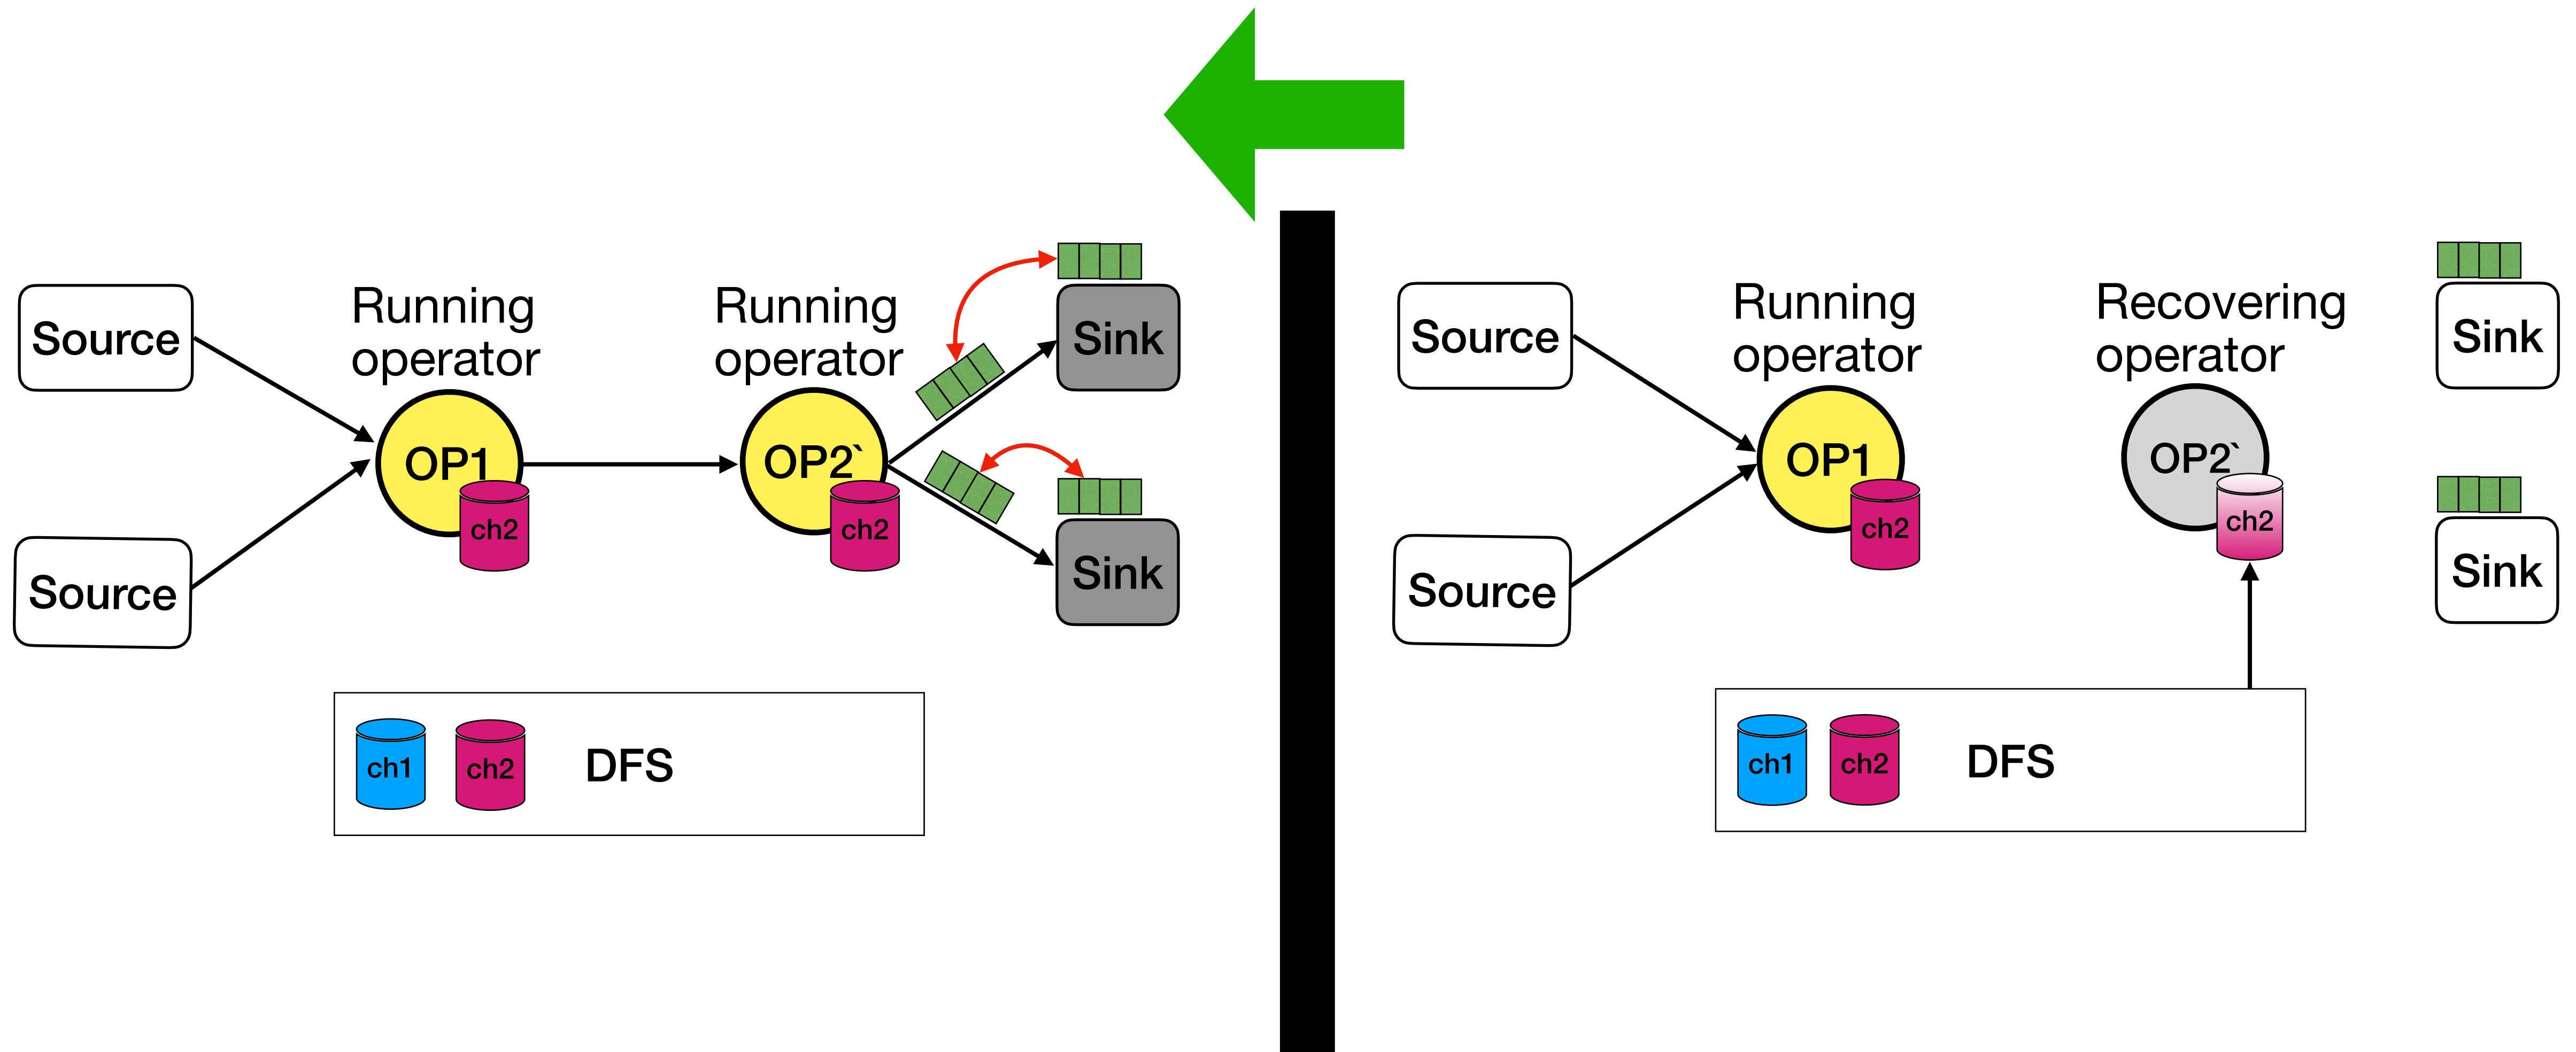 Running
operator
Running
operator
Source
Sink
OP1
OP2`
ch2
ch2
Source
Sink
ch1
ch2
DFS
Running
operator
Recovering
operator
Source
Sink
OP1
OP2`
ch2
ch2
Source
Sink
ch1
ch2
DFS